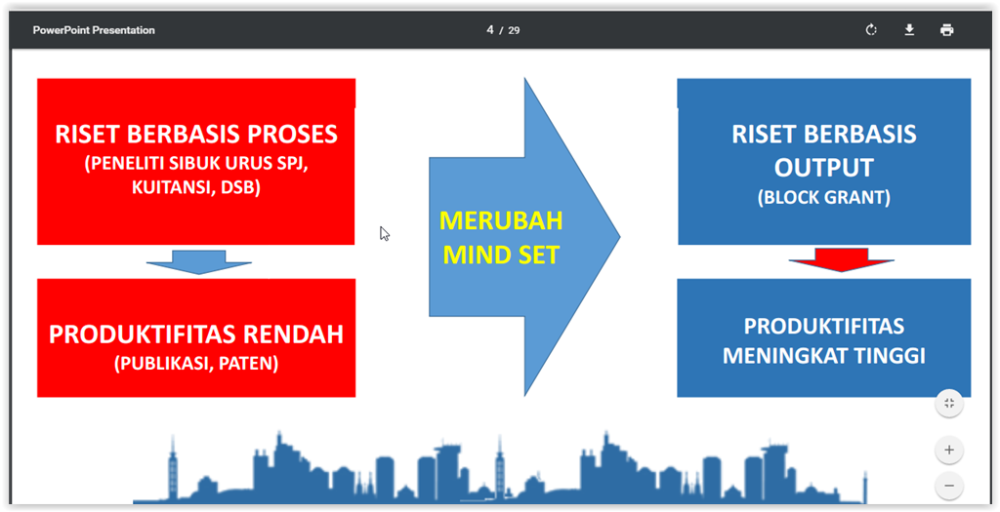 PowerPoint Presentation
4 / 29
RISET BERBASIS PROSES
(PENELITI SIBUK URUS SPJ,
KUITANSI, DSB)
PRODUKTIFITAS RENDAH
(PUBLIKASI, PATEN)
MERUBAH
MIND SET
RISET BERBASIS
OUTPUT
(BLOCK GRANT)
PRODUKTIFITAS
MENINGKAT TINGGI